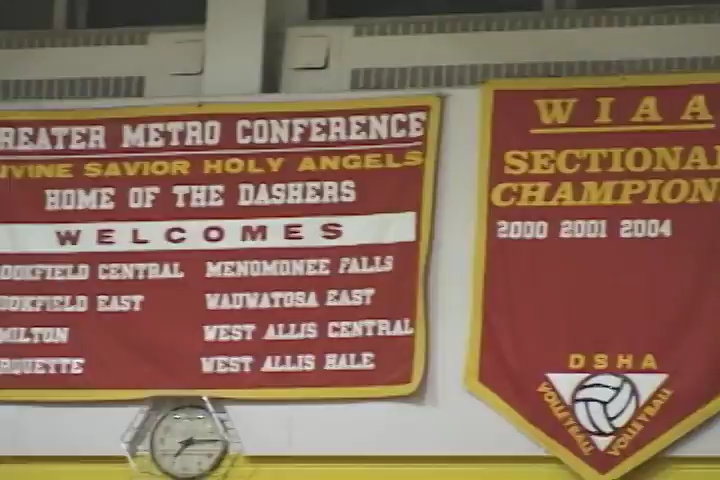 REATER METRO CONFERENCE
IVINE SAVIOR HOLY ANGELS
HOME OF THE DASHERS
WELCOMES
OOKFIELD CENTRAL MENOMONEE FALLS
OOKFIELD EAST WAUWATOSA EAST
MILTON WEST ALLIS CENTRAL
RQUETTE WEST ALLIS HALE
WIAA
SECTIONAL
CHAMPION
2000 2001 2004
DSHA
VOLLEYBALL VOLLEYBALL